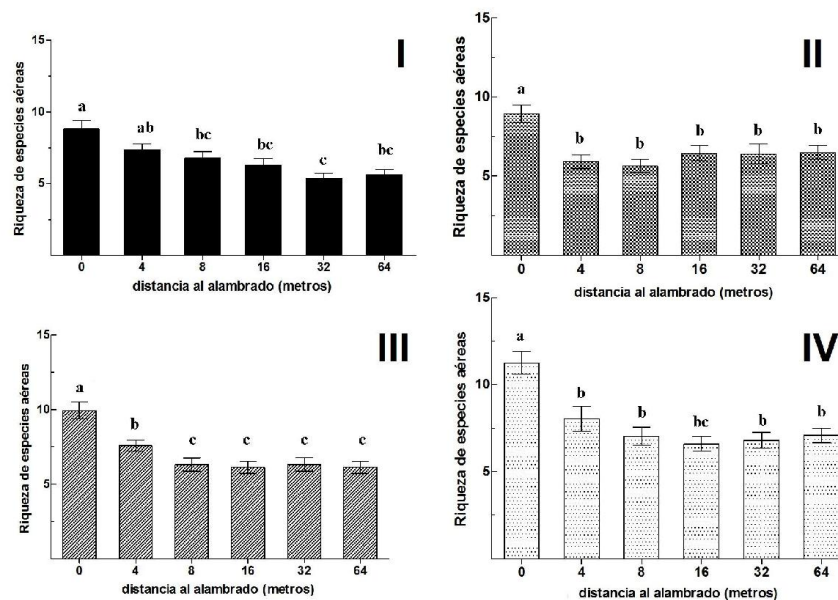 I
Riqueza de especies aéreas
15
10
5
a
ab
bc
bc
c
bc
0 4 8 16 32 64
distancia al alambrado (metros)
II
Riqueza de especies aéreas
15
10
5
a
b
b
b
b
b
0 4 8 16 32 64
distancia al alambrado (metros)
III
Riqueza de especies aéreas
15
10
5
a
b
c
c
c
c
0 4 8 16 32 64
distancia al alambrado (metros)
IV
Riqueza de especies aéreas
15
10
5
a
b
b
bc
b
b
0 4 8 16 32 64
distancia al alambrado (metros)